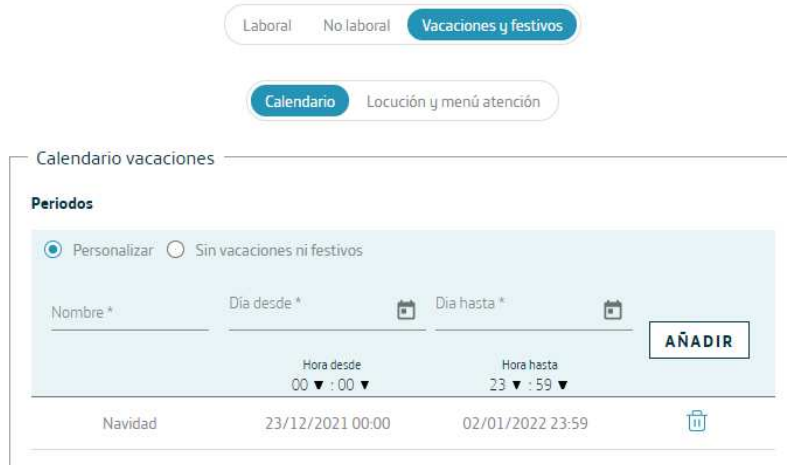 Laboral No laboral Vacaciones y festivos
Calendario Locución y menú atención
Calendario vacaciones
Periodos
Personalizar Sin vacaciones ni festivos
Nombre * Día desde * Dia hasta *
AÑADIR
Hora desde Hora hasta
00 ▼ : 00 ▼ 23 ▼ : 59 ▼
Navidad 23/12/2021 00:00 02/01/2022 23:59